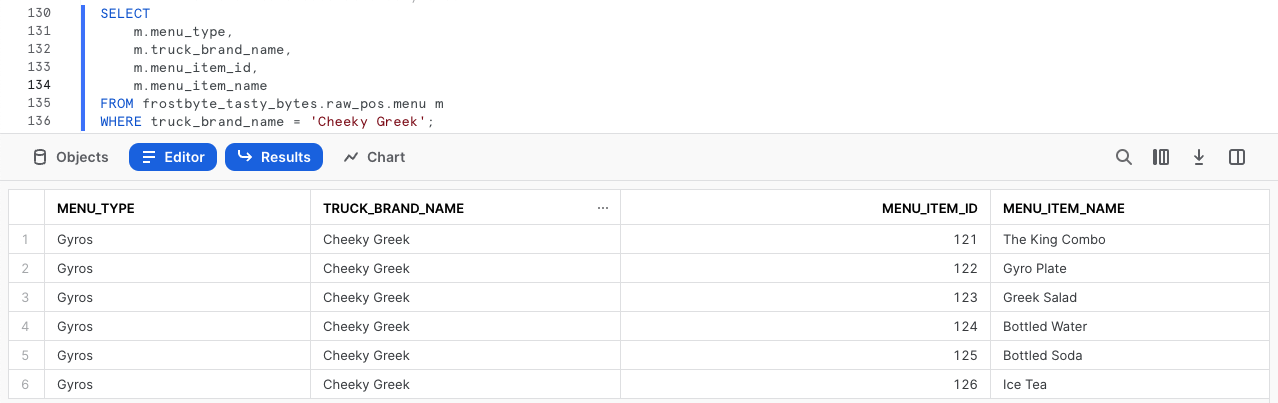 130 SELECT
131 m.menu_type,
132 m.truck_brand_name,
133 m.menu_item_id,
134 m.menu_item_name
135 FROM frostbyte_tasty_bytes.raw_pos.menu m
136 WHERE truck_brand_name = 'Cheeky Greek';
Objects Editor Results Chart
MENU_TYPE TRUCK_BRAND_NAME ... MENU_ITEM_ID MENU_ITEM_NAME
1 Gyros Cheeky Greek 121 The King Combo
2 Gyros Cheeky Greek 122 Gyro Plate
3 Gyros Cheeky Greek 123 Greek Salad
4 Gyros Cheeky Greek 124 Bottled Water
5 Gyros Cheeky Greek 125 Bottled Soda
6 Gyros Cheeky Greek 126 Ice Tea